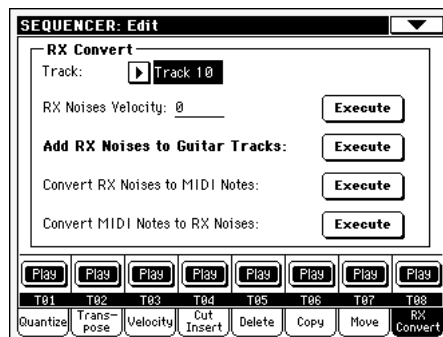 SEQUENCER: Edit
RX Convert
Track: Track 10
RX Noises Velocity: 0 Execute
Add RX Noises to Guitar Tracks: Execute
Convert RX Noises to MIDI Notes: Execute
Convert MIDI Notes to RX Noises: Execute
Play Play Play Play Play Play Play Play
T01 T02 T03 T04 T05 T06 T07 T08
Quantize Trans-pose Velocity Cut Insert Delete Copy Move RX Convert